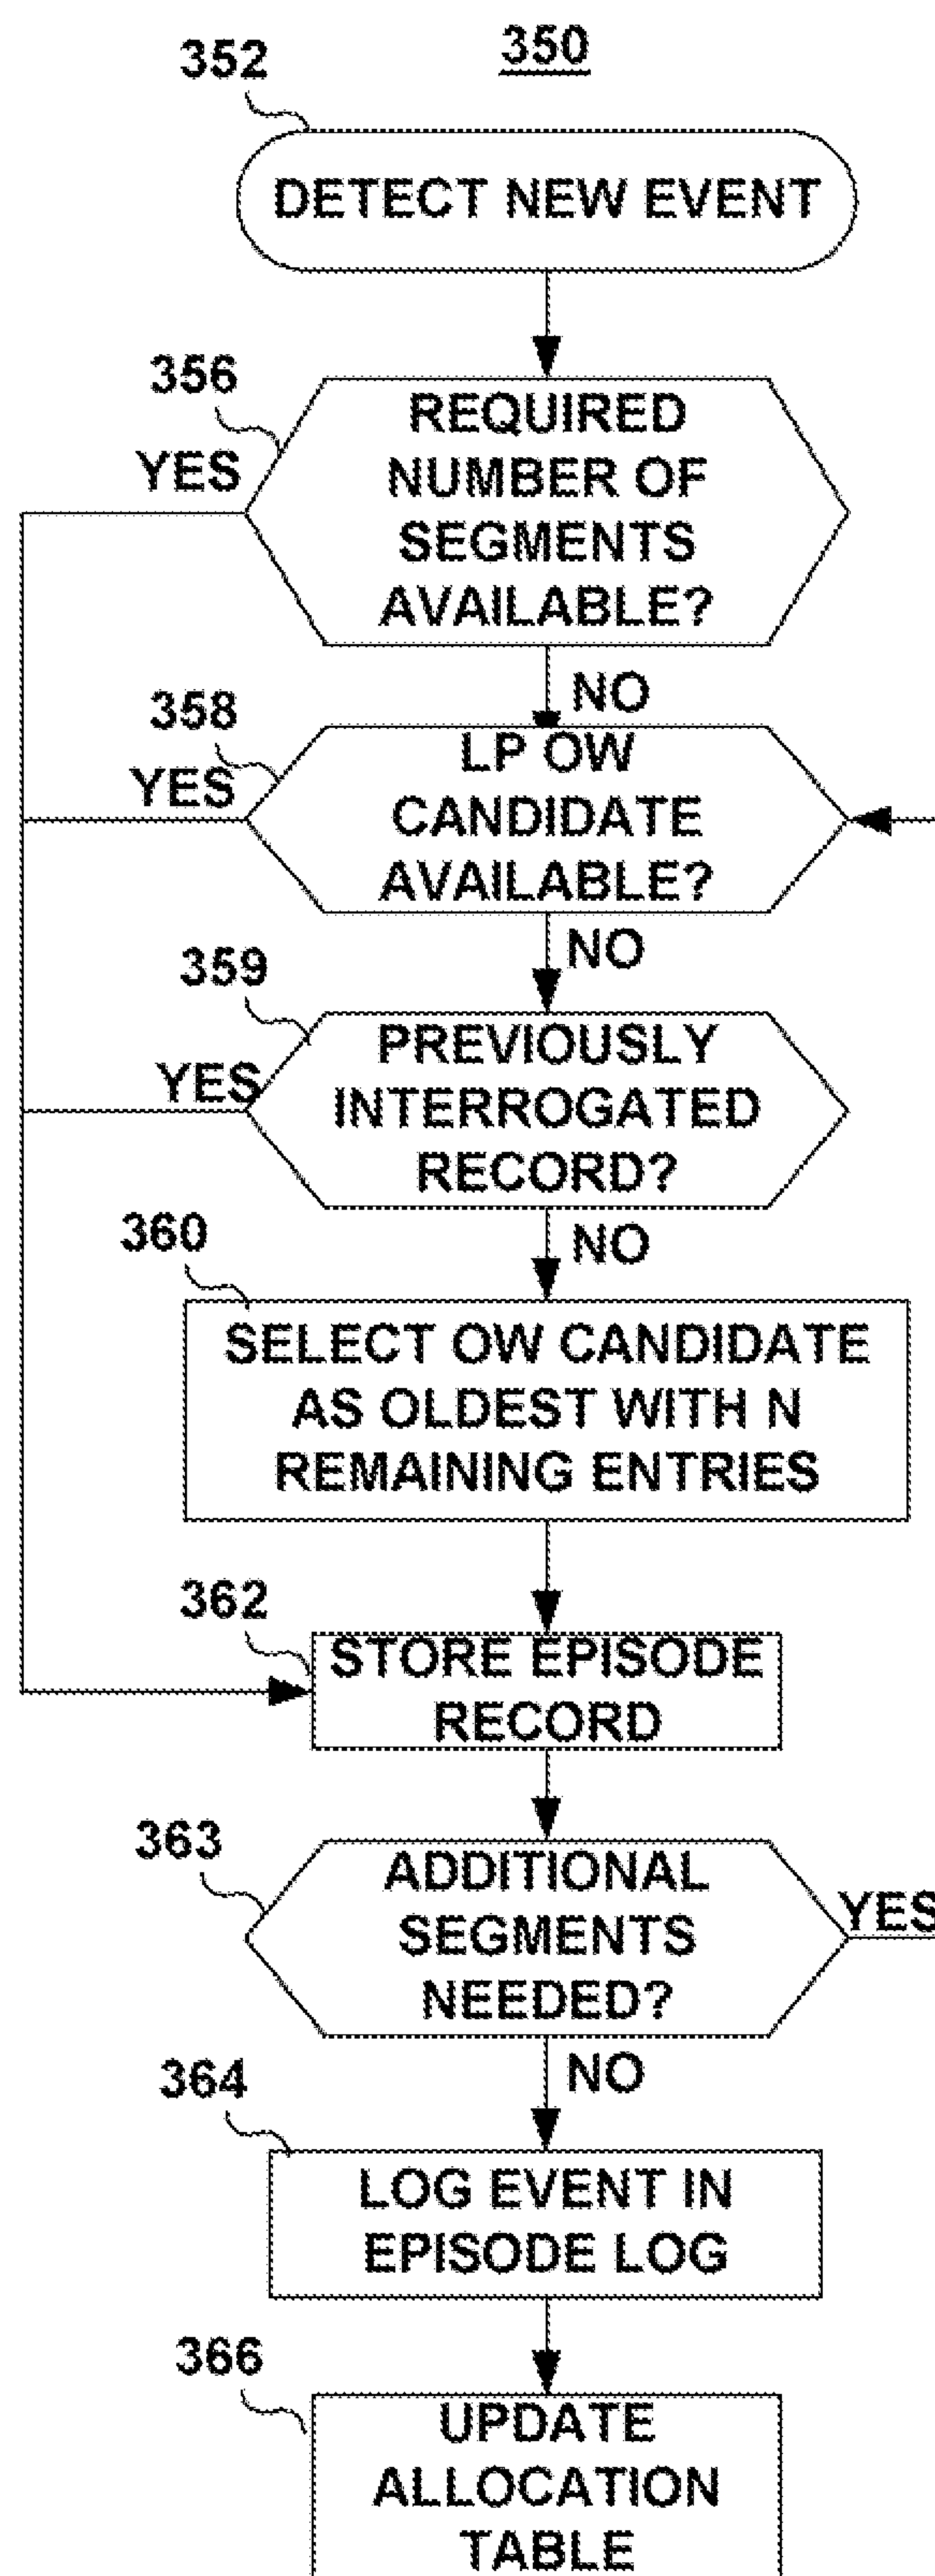 350
352
DETECT NEW EVENT
356
YES
REQUIRED
NUMBER OF
SEGMENTS
AVAILABLE?
NO
358
YES
LP OW
CANDIDATE
AVAILABLE?
NO
359
YES
PREVIOUSLY
INTERROGATED
RECORD?
NO
360
SELECT OW CANDIDATE
AS OLDEST WITH N
REMAINING ENTRIES
362
STORE EPISODE
RECORD
363
ADDITIONAL
SEGMENTS
NEEDED?
YES
NO
364
LOG EVENT IN
EPISODE LOG
366
UPDATE
ALLOCATION
TABLE